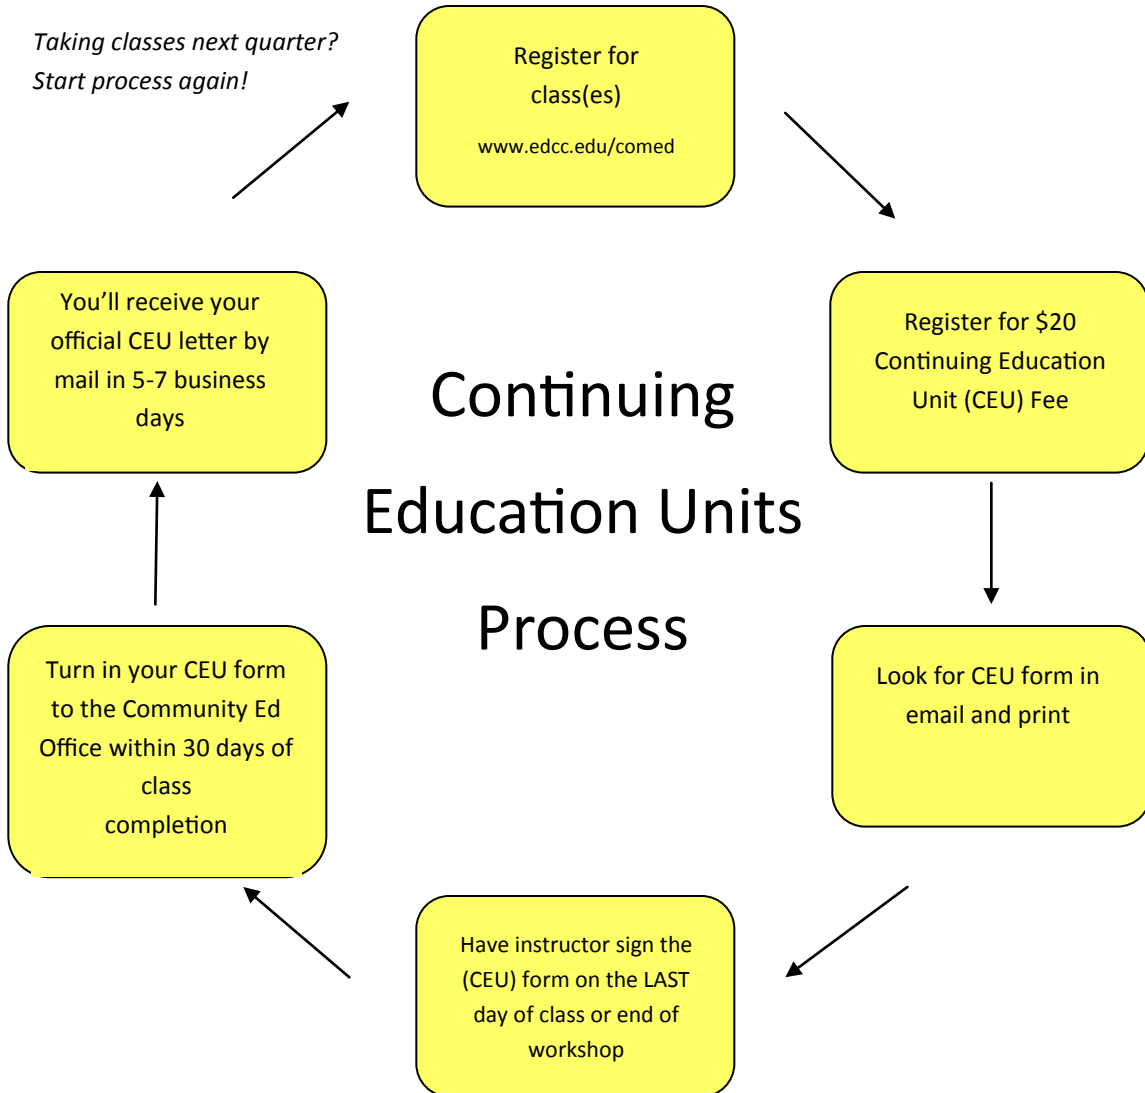 Taking classes next quarter?
Start process again!
Register for
class(es)
www.edcc.edu/comed
Register for $20
Continuing Education
Unit (CEU) Fee
Look for CEU form in
email and print
Have instructor sign the
(CEU) form on the LAST
day of class or end of
workshop
Turn in your CEU form
to the Community Ed
Office within 30 days of
class
completion
You’ll receive your
official CEU letter by
mail in 5-7 business
days
Continuing
Education Units
Process